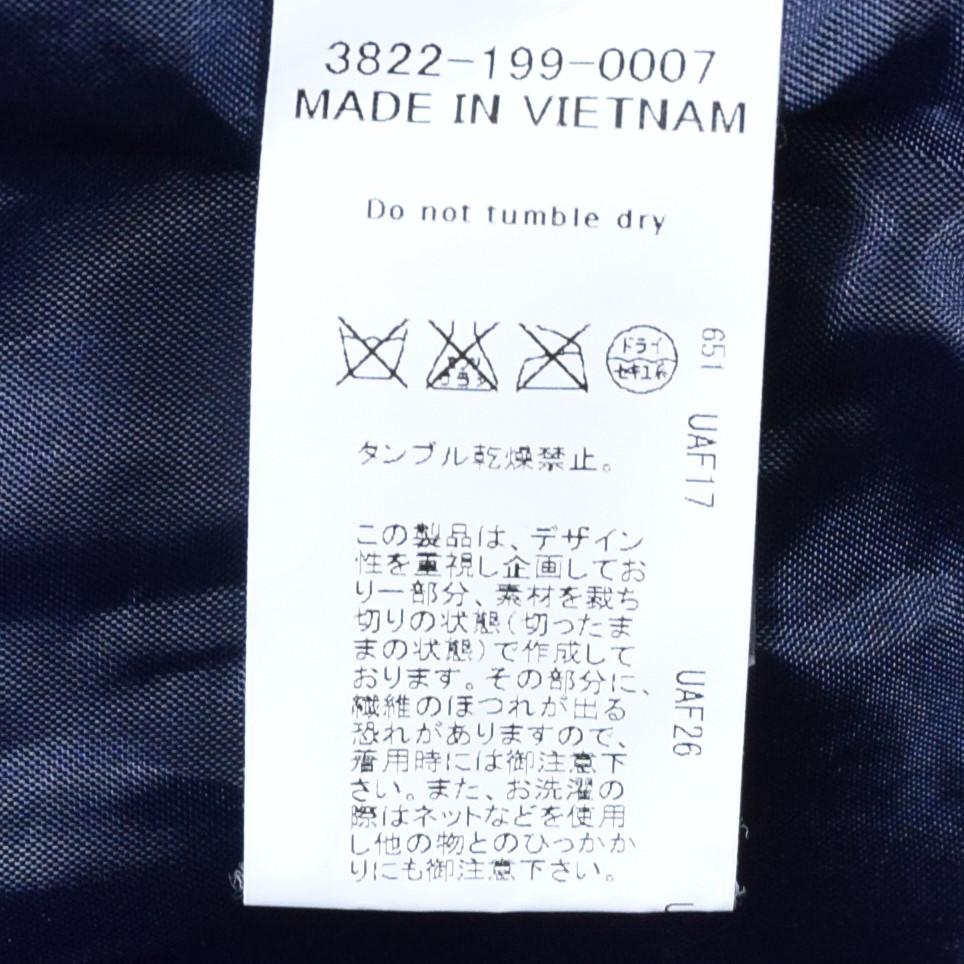 3822-199-0007
MADE IN VIETNAM
Do not tumble dry
エンソ
サラシ
ドライ
セキユ系
タンブル乾燥禁止。
この製品は、デザイン
性を重視し企画してお
り一部分、素材を裁ち
切りの状態(切ったま
まの状態)で作成して
おります。その部分に、
繊維のほつれが出る
恐れがありますので、
着用時には御注意下
さい。また、お洗濯の
際はネットなどを使用
し他の物とのひっかか
りにも御注意下さい。
651 UAF17
UAF26